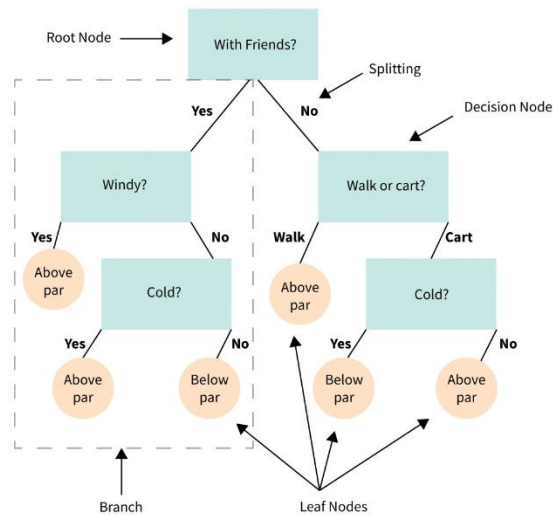 Root Node
With Friends?
Splitting
Yes
No
Decision Node
Windy?
Walk or cart?
Yes
No
Walk
Cart
Above
par
Cold?
Above
par
Cold?
Yes
No
Yes
No
Above
par
Below
par
Below
par
Above
par
Branch
Leaf Nodes